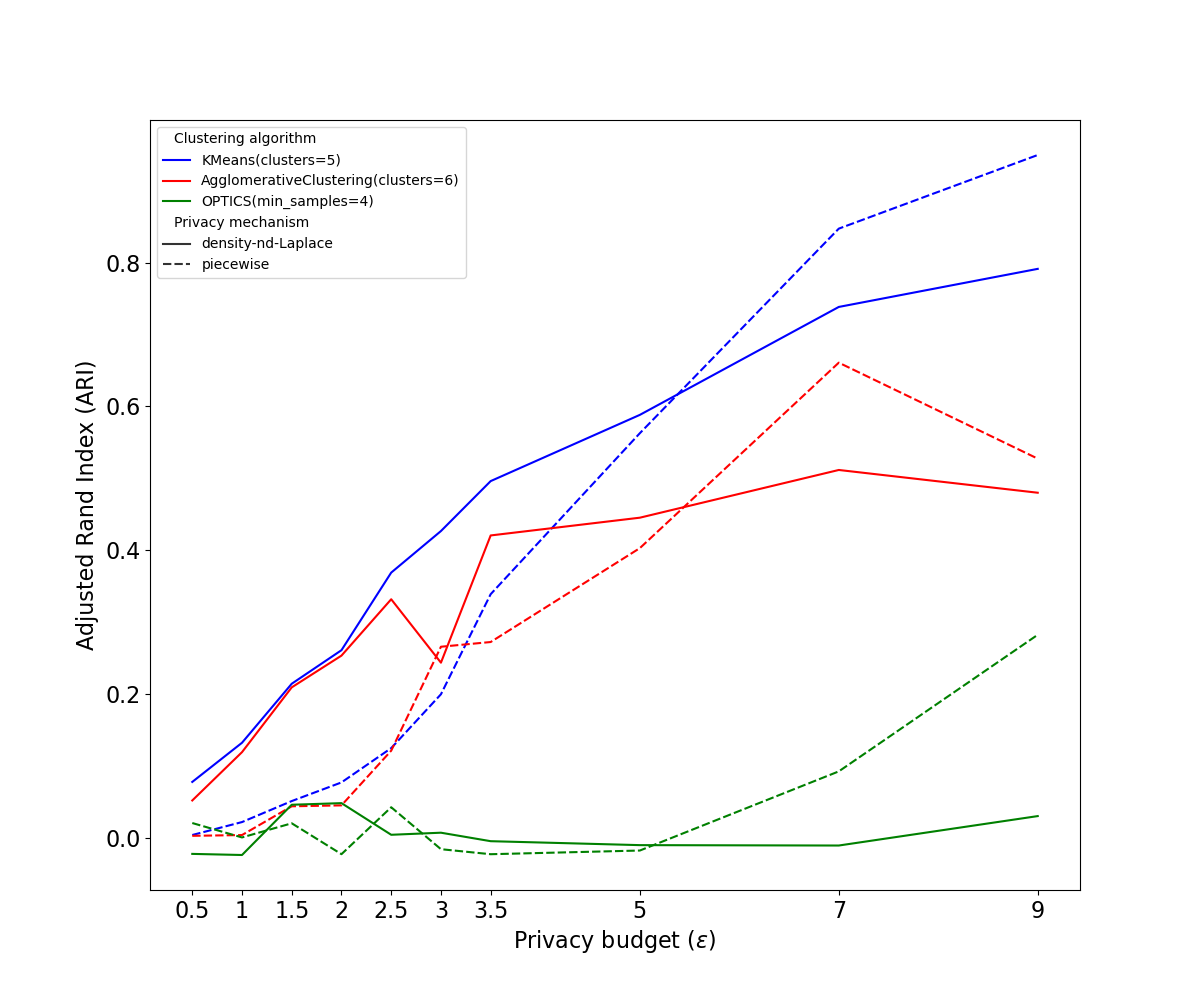 Clustering algorithm
KMeans(clusters=5)
AgglomerativeClustering(clusters=6)
OPTICS(min_samples=4)
Privacy mechanism
density-nd-Laplace
piecewise
Adjusted Rand Index (ARI)
0.8
0.6
0.4
0.2
0.0
0.5 1 1.5 2 2.5 3 3.5 5 7 9
Privacy budget (ε)